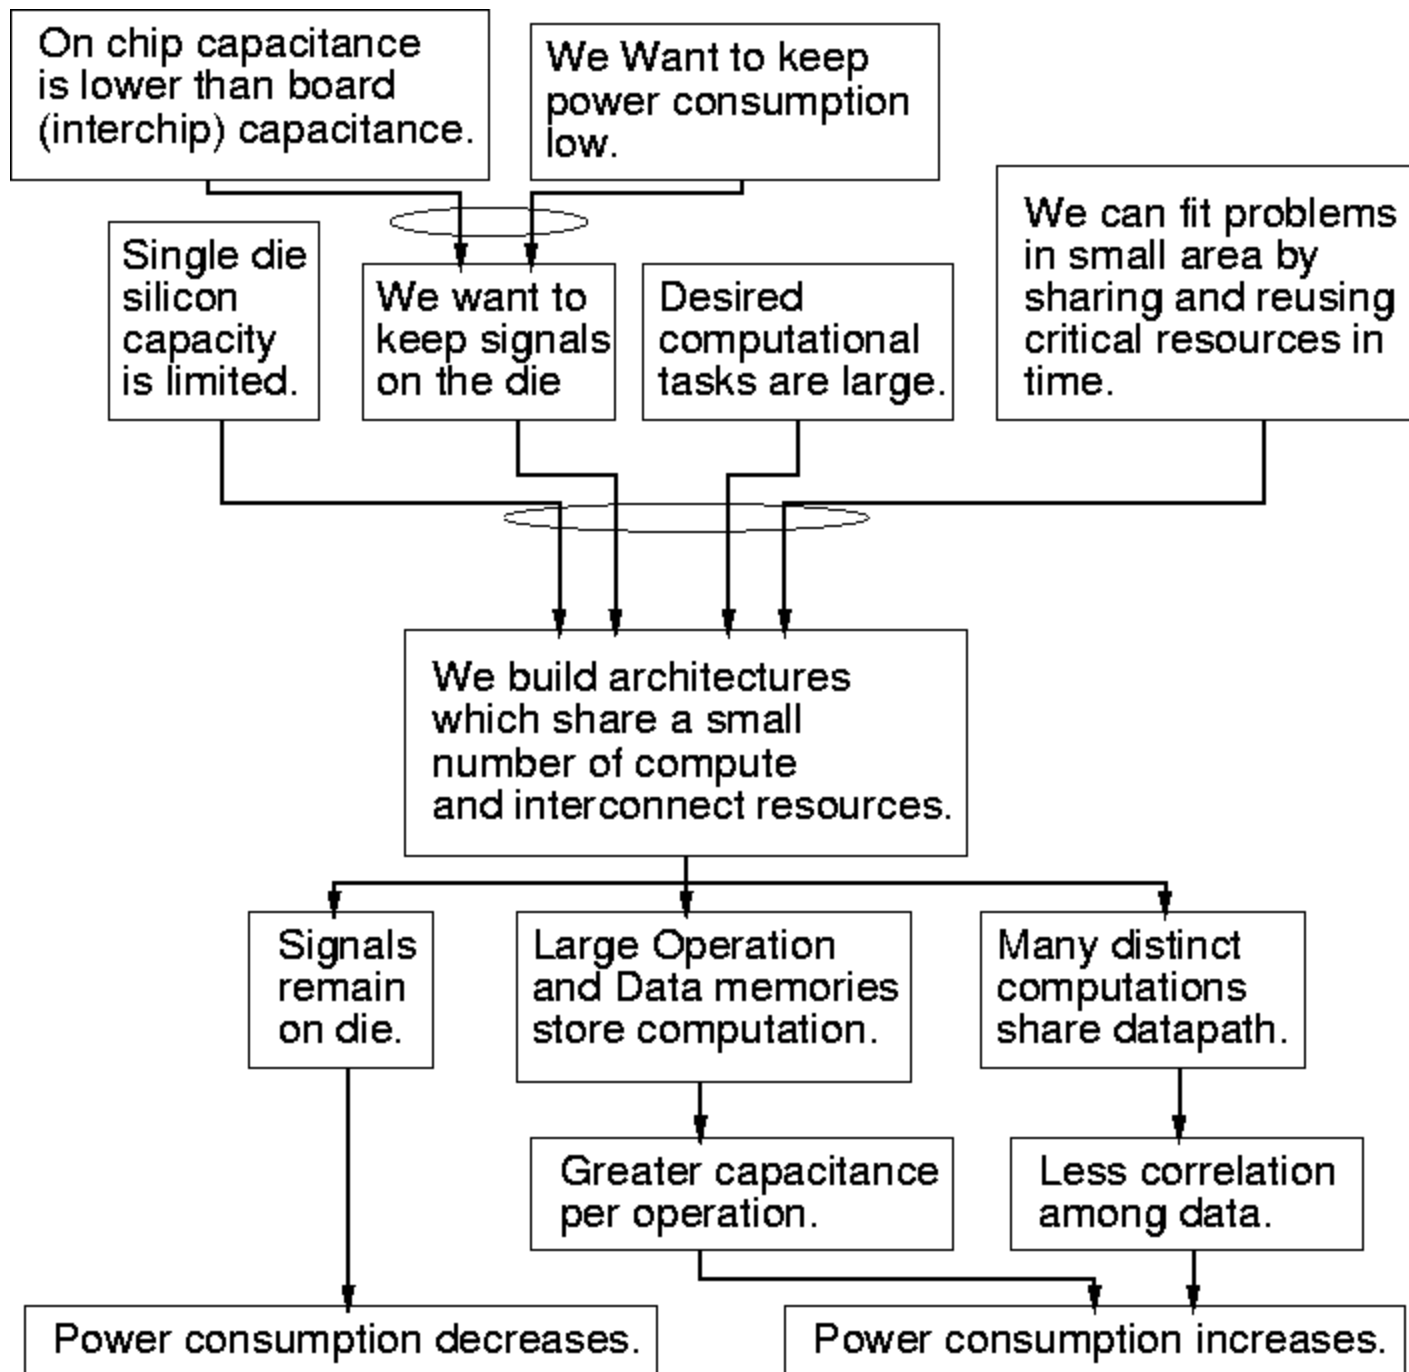 On chip capacitance
is lower than board
(interchip) capacitance.
We Want to keep
power consumption
low.
Single die
silicon
capacity
is limited.
We want to
keep signals
on the die
Desired
computational
tasks are large.
We can fit problems
in small area by
sharing and reusing
critical resources in
time.
We build architectures
which share a small
number of compute
and interconnect resources.
Signals
remain
on die.
Large Operation
and Data memories
store computation.
Many distinct
computations
share datapath.
Greater capacitance
per operation.
Less correlation
among data.
Power consumption decreases.
Power consumption increases.